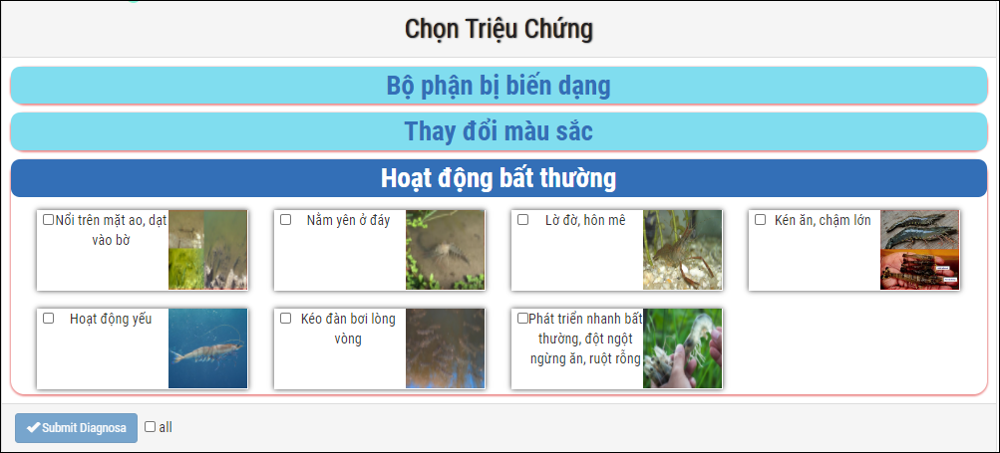 Chọn Triệu Chứng
Bộ phận bị biến dạng
Thay đổi màu sắc
Hoạt động bất thường
Nổi trên mặt ao, dạt
vào bờ
Nằm yên ở đáy
Lờ đờ, hôn mê
Kén ăn, chậm lớn
Hoạt động yếu
Kéo đàn bơi lòng
vòng
Phát triển nhanh bất
thường, đột ngột
ngừng ăn, ruột rỗng
Submit Diagnosa
all